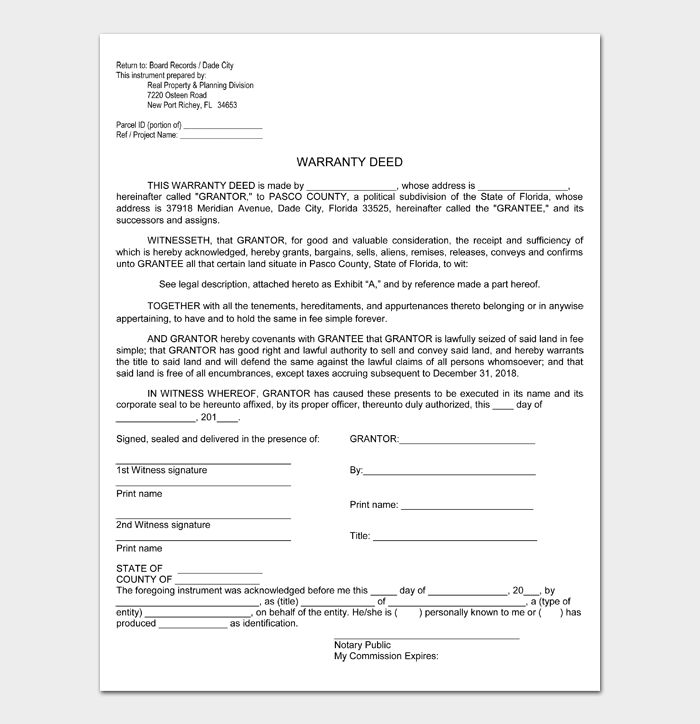 Return to: Board Records / Dade City
This instrument prepared by:
Real Property & Planning Division
7220 Osteen Road
New Port Richey, FL 34653
Parcel ID (portion of) ____________________
Ref / Project Name: ____________________
WARRANTY DEED
THIS WARRANTY DEED is made by _________________, whose address is _________________,
hereinafter called "GRANTOR," to PASCO COUNTY, a political subdivision of the State of Florida, whose
address is 37918 Meridian Avenue, Dade City, Florida 33525, hereinafter called the "GRANTEE," and its
successors and assigns.
WITNESSETH, that GRANTOR, for good and valuable consideration, the receipt and sufficiency of
which is hereby acknowledged, hereby grants, bargains, sells, aliens, remises, releases, conveys and confirms
unto GRANTEE all that certain land situate in Pasco County, State of Florida, to wit:
See legal description, attached hereto as Exhibit “A,” and by reference made a part hereof.
TOGETHER with all the tenements, hereditaments, and appurtenances thereto belonging or in anywise
appertaining, to have and to hold the same in fee simple forever.
AND GRANTOR hereby covenants with GRANTEE that GRANTOR is lawfully seized of said land in fee
simple; that GRANTOR has good right and lawful authority to sell and convey said land, and hereby warrants
the title to said land and will defend the same against the lawful claims of all persons whomsoever; and that
said land is free of all encumbrances, except taxes accruing subsequent to December 31, 2018.
IN WITNESS WHEREOF, GRANTOR has caused these presents to be executed in its name and its
corporate seal to be hereunto affixed, by its proper officer, thereunto duly authorized, this ____ day of
_______________, 201____.
Signed, sealed and delivered in the presence of: GRANTOR:__________________________
1st Witness signature By:_________________________________
Print name
Print name: _________________________
2nd Witness signature
Title: _______________________________
Print name
STATE OF ________________
COUNTY OF ________________
The foregoing instrument was acknowledged before me this _____ day of _______________, 20___, by
___________________________, as (title) ______________ of __________________________, a (type of
entity) ____________________, on behalf of the entity. He/she is ( ) personally known to me or ( ) has
produced _____________ as identification.
Notary Public
My Commission Expires: